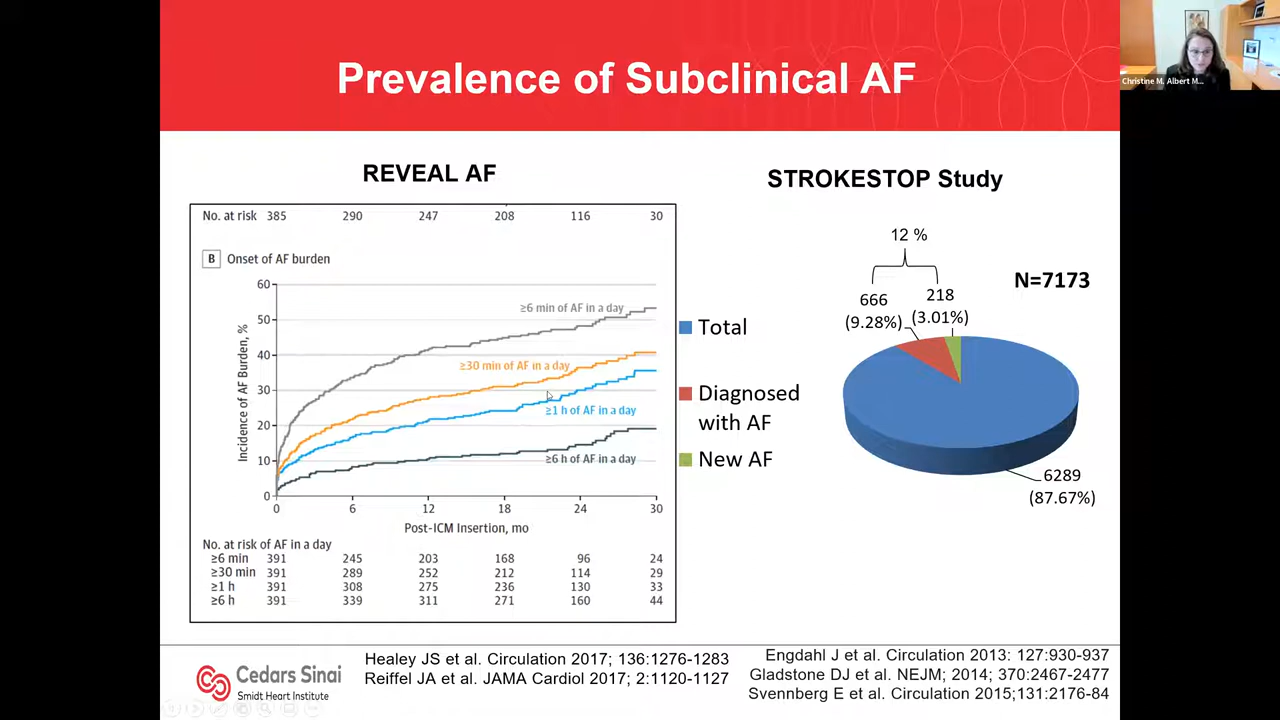 Prevalence of Subclinical AF
Christine M. Albert M...
REVEAL AF
No. at risk 385 290 247 208 116 30
B Onset of AF burden
Incidence of AF Burden, %
60
50
40
30
20
10
0
≥6 min of AF in a day
≥30 min of AF in a day
≥1 h of AF in a day
≥6 h of AF in a day
0 6 12 18 24 30
Post-ICM Insertion, mo
No. at risk of AF in a day
≥6 min 391 245 203 168 96 24
≥30 min 391 289 252 212 114 29
≥1 h 391 308 275 236 130 33
≥6 h 391 339 311 271 160 44
STROKESTOP Study
12 %
N=7173
666
(9.28%)
218
(3.01%)
Total
Diagnosed
with AF
New AF
6289
(87.67%)
Cedars Sinai
Smidt Heart Institute
Healey JS et al. Circulation 2017; 136:1276-1283
Reiffel JA et al. JAMA Cardiol 2017; 2:1120-1127
Engdahl J et al. Circulation 2013: 127:930-937
Gladstone DJ et al. NEJM; 2014; 370:2467-2477
Svennberg E et al. Circulation 2015;131:2176-84